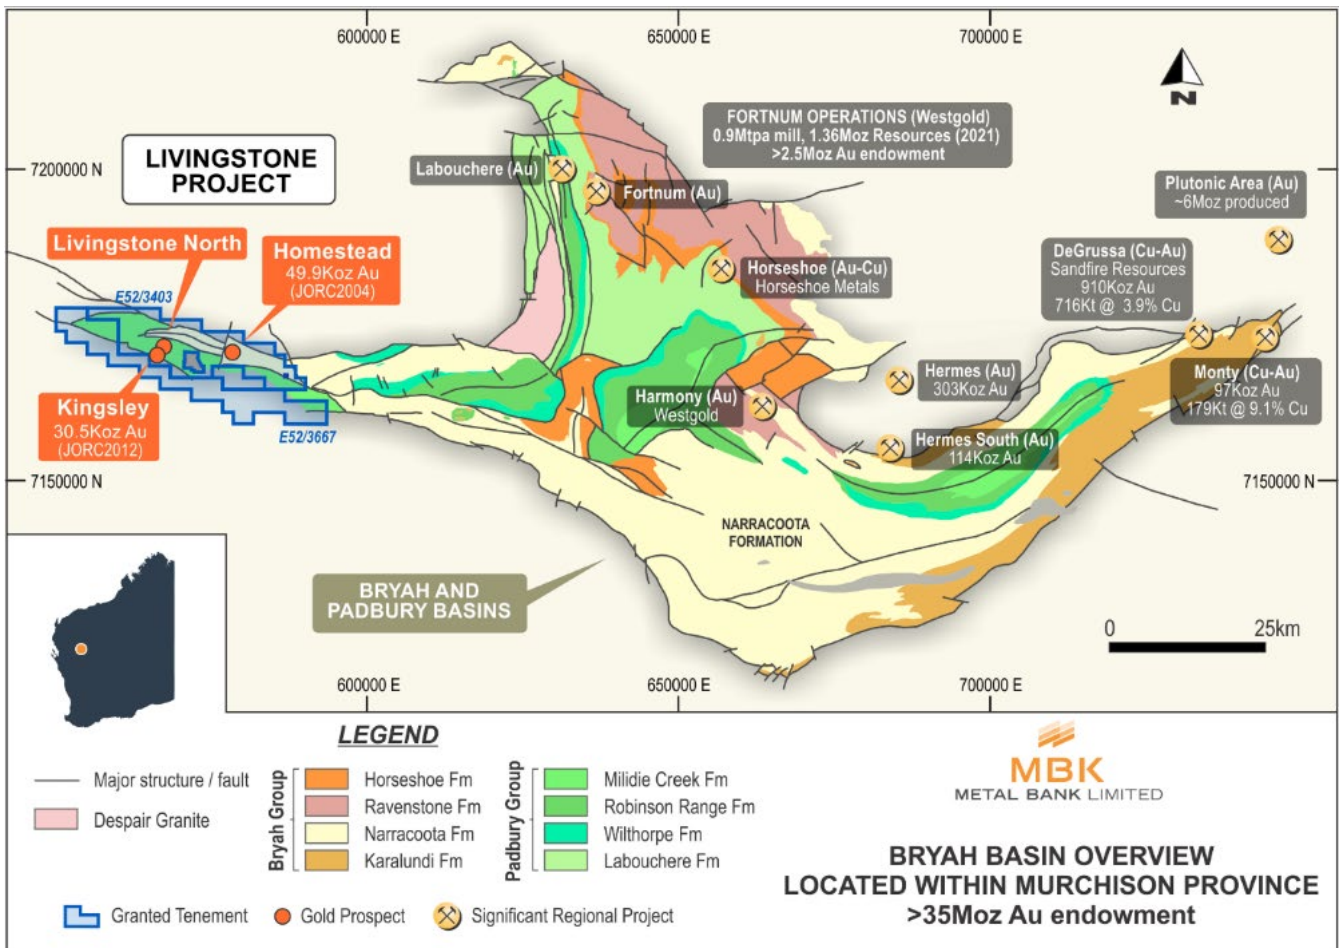 600000 E
650000 E
700000 E
N
LIVINGSTONE
PROJECT
FORTNUM OPERATIONS (Westgold)
0.9Mtpa mill, 1.36Moz Resources (2021)
>2.5Moz Au endowment
7200000 N
Labouchere (Au)
Fortnum (Au)
Plutonic Area (Au)
~6Moz produced
Livingstone North
Homestead
49.9Koz Au
(JORC2004)
E52/3403
Horseshoe (Au-Cu)
Horseshoe Metals
DeGrussa (Cu-Au)
Sandfire Resources
910Koz Au
716Kt @ 3.9% Cu
Kingsley
30.5Koz Au
(JORC2012)
E52/3667
Harmony (Au)
Westgold
Hermes (Au)
303Koz Au
Monty (Cu-Au)
97Koz Au
179Kt @ 9.1% Cu
Hermes South (Au)
114Koz Au
7150000 N
7150000 N
NARRACOOTA
FORMATION
BRYAH AND
PADBURY BASINS
0 25km
600000 E
650000 E
700000 E
LEGEND
Major structure / fault
Despair Granite
Bryah Group
Horseshoe Fm
Ravenstone Fm
Narracoota Fm
Karalundi Fm
Padbury Group
Milidie Creek Fm
Robinson Range Fm
Wilthorpe Fm
Labouchere Fm
Granted Tenement
Gold Prospect
Significant Regional Project
MBK
METAL BANK LIMITED
BRYAH BASIN OVERVIEW
LOCATED WITHIN MURCHISON PROVINCE
>35Moz Au endowment